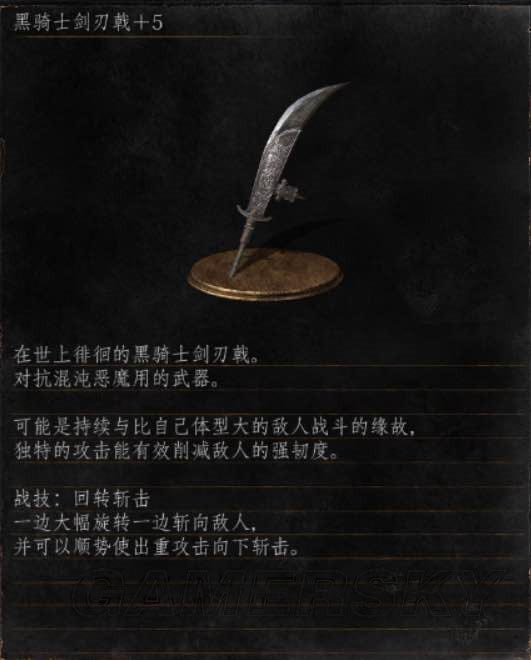 黑骑士剑刃戟＋5
在世上徘徊的黑骑士剑刃戟。
对抗混沌恶魔用的武器。
可能是持续与比自己体型大的敌人战斗的缘故，
独特的攻击能有效削减敌人的强韧度。
战技：回转斩击
一边大幅旋转一边斩向敌人，
并可以顺势使出重攻击向下斩击。
GAMERSKY